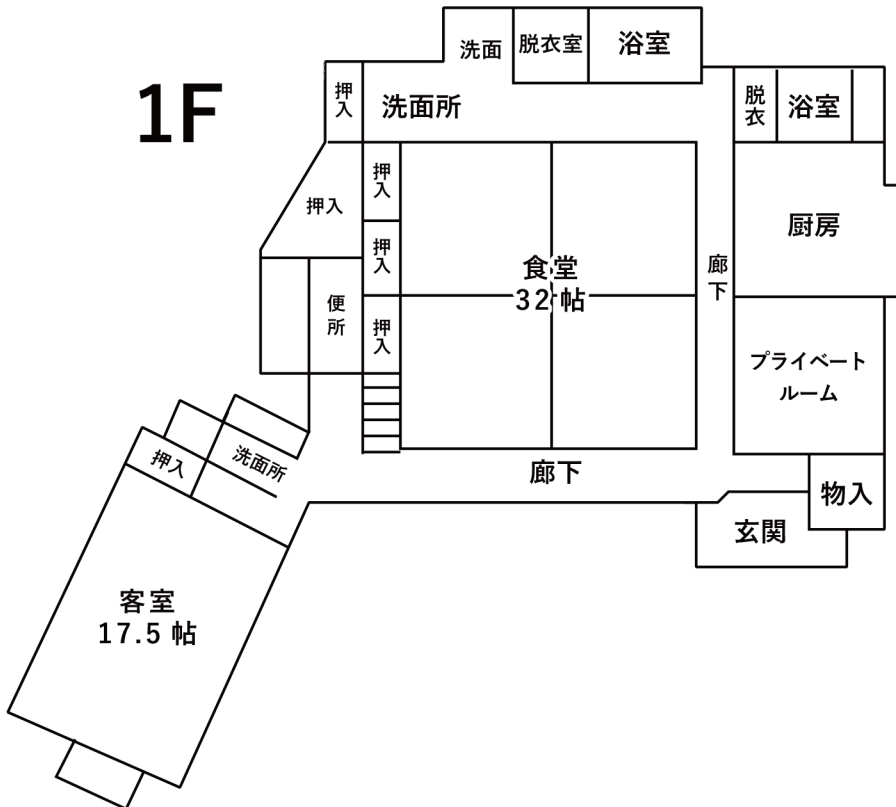 1F
洗面
脱衣室
浴室
押入
洗面所
脱衣
浴室
押入
押入
厨房
押入
食堂
32 帖
廊下
便所
押入
プライベート
ルーム
押入
洗面所
廊下
物入
玄関
客室
17.5 帖